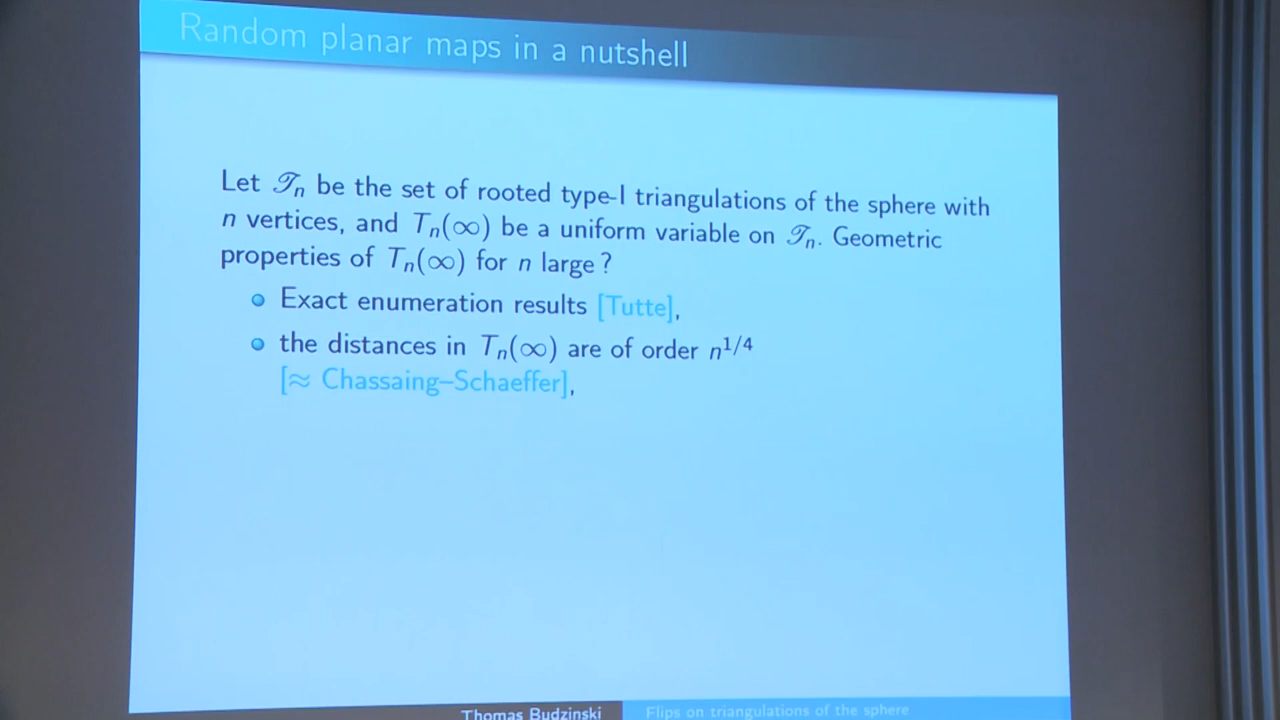 Random planar maps in a nutshell
Let 𝒯n be the set of rooted type-I triangulations of the sphere with
n vertices, and Tn(∞) be a uniform variable on 𝒯n. Geometric
properties of Tn(∞) for n large ?
Exact enumeration results [Tutte],
the distances in Tn(∞) are of order n^1/4
[≈ Chassaing–Schaeffer],
Thomas Budzinski
Flips on triangulations of the sphere